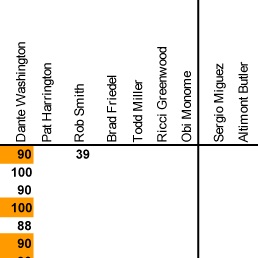 Dante Washington
Pat Harrington
Rob Smith
Brad Friedel
Todd Miller
Ricci Greenwood
Obi Monome
Sergio Miguez
Altimont Butler
90 39
100
90
100
88
90